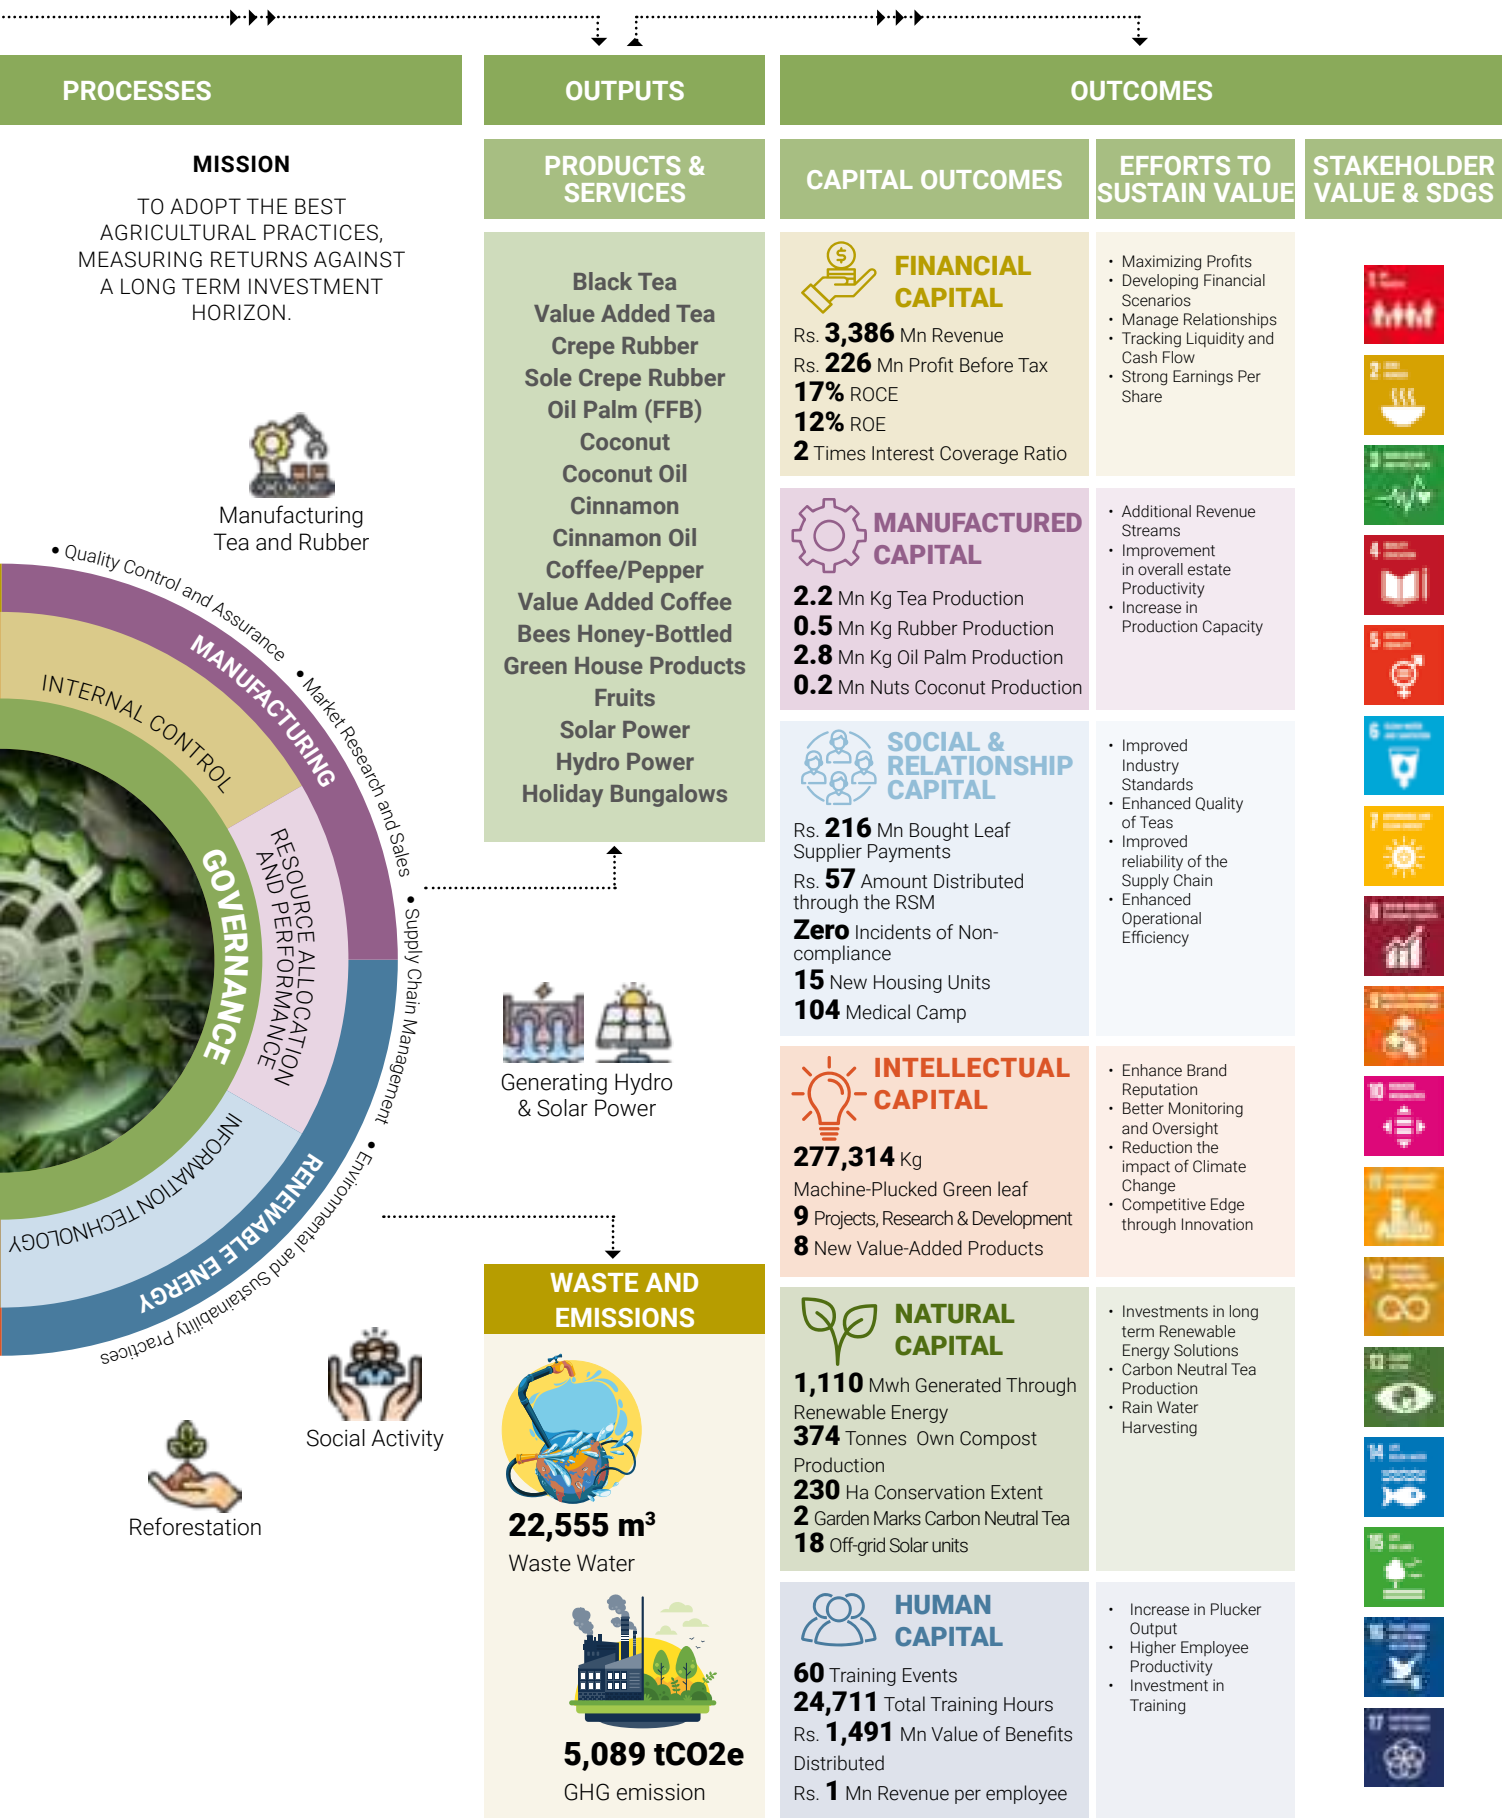 PROCESSES
MISSION
TO ADOPT THE BEST
AGRICULTURAL PRACTICES,
MEASURING RETURNS AGAINST
A LONG TERM INVESTMENT
HORIZON.
Manufacturing
Tea and Rubber
• Quality Control and Assurance
• Market Research and Sales
• Supply Chain Management
• Environmental and Sustainability Practices
MANUFACTURING
RENEWABLE ENERGY
INTERNAL CONTROL
RESOURCE ALLOCATION
AND PERFORMANCE
INFORMATION TECHNOLOGY
GOVERNANCE
Generating Hydro
& Solar Power
Social Activity
Reforestation
OUTPUTS
PRODUCTS &
SERVICES
Black Tea
Value Added Tea
Crepe Rubber
Sole Crepe Rubber
Oil Palm (FFB)
Coconut
Coconut Oil
Cinnamon
Cinnamon Oil
Coffee/Pepper
Value Added Coffee
Bees Honey-Bottled
Green House Products
Fruits
Solar Power
Hydro Power
Holiday Bungalows
WASTE AND
EMISSIONS
22,555 m³
Waste Water
5,089 tCO2e
GHG emission
OUTCOMES
CAPITAL OUTCOMES
EFFORTS TO
SUSTAIN VALUE
STAKEHOLDER
VALUE & SDGS
FINANCIAL
CAPITAL
Rs. 3,386 Mn Revenue
Rs. 226 Mn Profit Before Tax
17% ROCE
12% ROE
2 Times Interest Coverage Ratio
• Maximizing Profits
• Developing Financial
Scenarios
• Manage Relationships
• Tracking Liquidity and
Cash Flow
• Strong Earnings Per
Share
MANUFACTURED
CAPITAL
2.2 Mn Kg Tea Production
0.5 Mn Kg Rubber Production
2.8 Mn Kg Oil Palm Production
0.2 Mn Nuts Coconut Production
• Additional Revenue
Streams
• Improvement
in overall estate
Productivity
• Increase in
Production Capacity
SOCIAL &
RELATIONSHIP
CAPITAL
Rs. 216 Mn Bought Leaf
Supplier Payments
Rs. 57 Amount Distributed
through the RSM
Zero Incidents of Non-
compliance
15 New Housing Units
104 Medical Camp
• Improved
Industry
Standards
• Enhanced Quality
of Teas
• Improved
reliability of the
Supply Chain
• Enhanced
Operational
Efficiency
INTELLECTUAL
CAPITAL
277,314 Kg
Machine-Plucked Green leaf
9 Projects, Research & Development
8 New Value-Added Products
• Enhance Brand
Reputation
• Better Monitoring
and Oversight
• Reduction the
impact of Climate
Change
• Competitive Edge
through Innovation
NATURAL
CAPITAL
1,110 Mwh Generated Through
Renewable Energy
374 Tonnes Own Compost
Production
230 Ha Conservation Extent
2 Garden Marks Carbon Neutral Tea
18 Off-grid Solar units
• Investments in long
term Renewable
Energy Solutions
• Carbon Neutral Tea
Production
• Rain Water
Harvesting
HUMAN
CAPITAL
60 Training Events
24,711 Total Training Hours
Rs. 1,491 Mn Value of Benefits
Distributed
Rs. 1 Mn Revenue per employee
• Increase in Plucker
Output
• Higher Employee
Productivity
• Investment in
Training
1
2
3
4
5
6
7
8
9
10
11
12
13
14
15
16
17